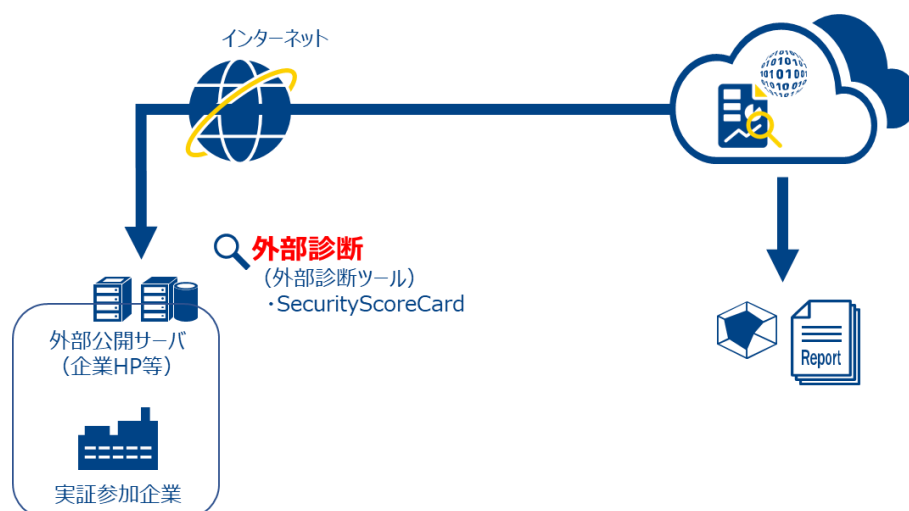 インターネット
外部診断
（外部診断ツール）
・SecurityScoreCard
外部公開サーバ
（企業HP等）
実証参加企業
Report